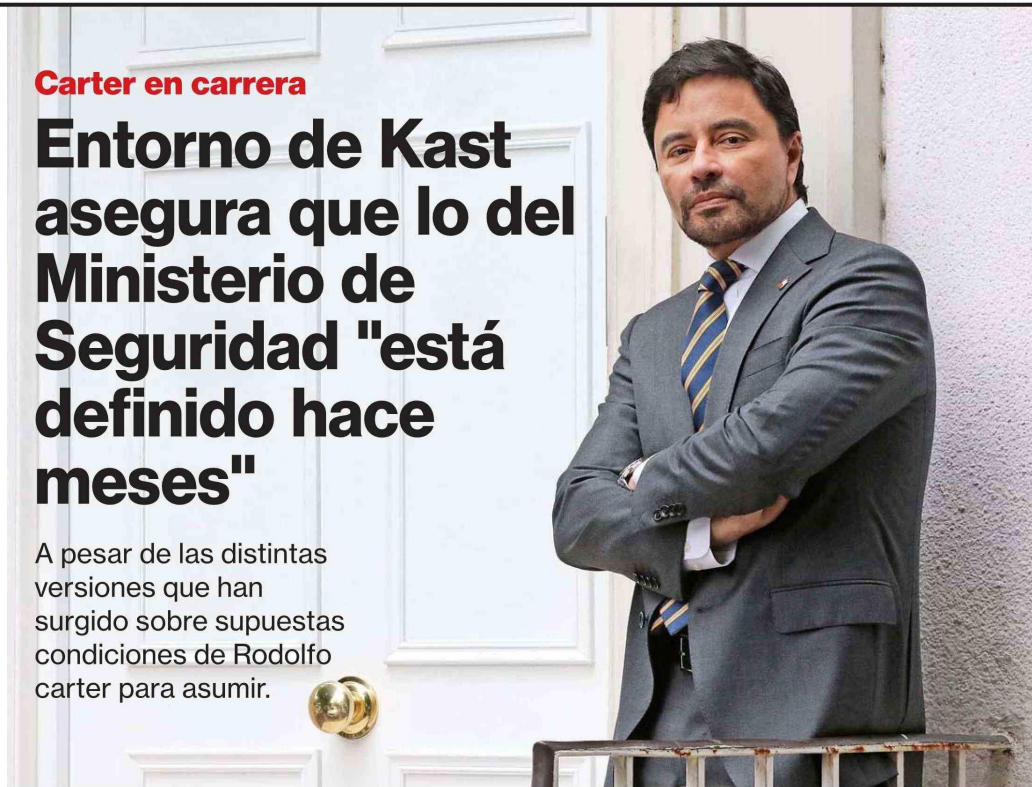 Carter en carrera
Entorno de Kast
asegura que lo del
Ministerio de
Seguridad "está
definido hace
meses"
A pesar de las distintas
versiones que han
surgido sobre supuestas
condiciones de Rodolfo
carter para asumir.